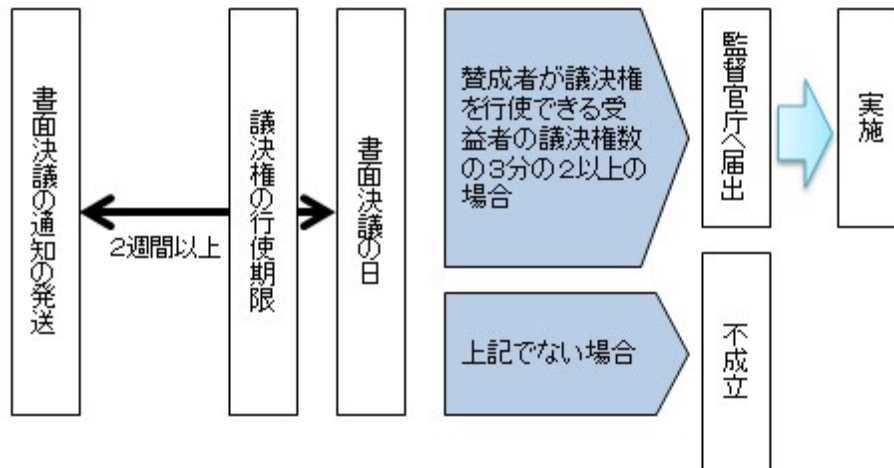 書面決議の通知の発送
2週間以上
議決権の行使期限
書面決議の日
賛成者が議決権
を行使できる受
益者の議決権数
の3分の2以上の
場合
監督官庁へ届出
実施
上記でない場合
不成立